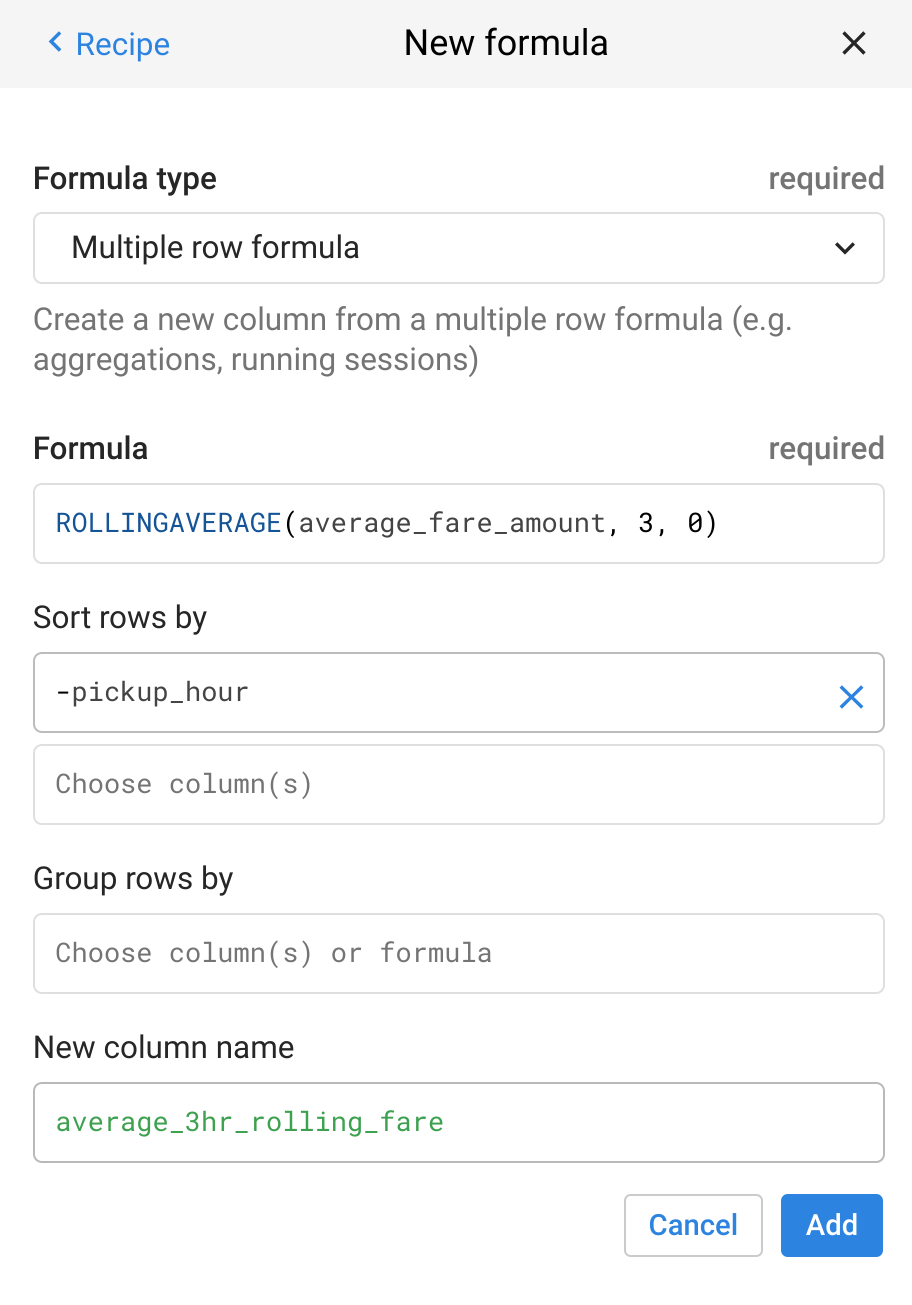 Recipe
New formula
Formula type
required
Multiple row formula
Create a new column from a multiple row formula (e.g.
aggregations, running sessions)
Formula
required
ROLLINGAVERAGE(average_fare_amount, 3, 0)
Sort rows by
-pickup_hour
Choose column(s)
Group rows by
Choose column(s) or formula
New column name
average_3hr_rolling_fare
Cancel
Add